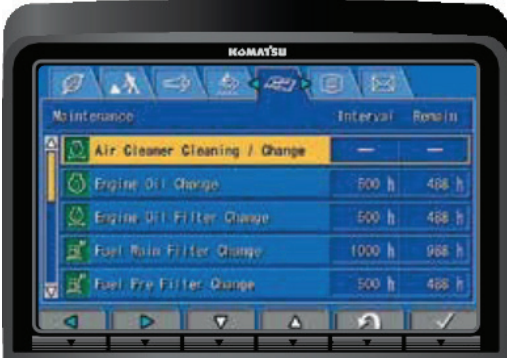 KOMATSU
Maintenance Interval Remain
Air Cleaner Cleaning / Change — —
Engine Oil Change 500 h 488 h
Engine Oil Filter Change 500 h 488 h
Fuel Main Filter Change 1000 h 988 h
Fuel Pre Filter Change 500 h 488 h